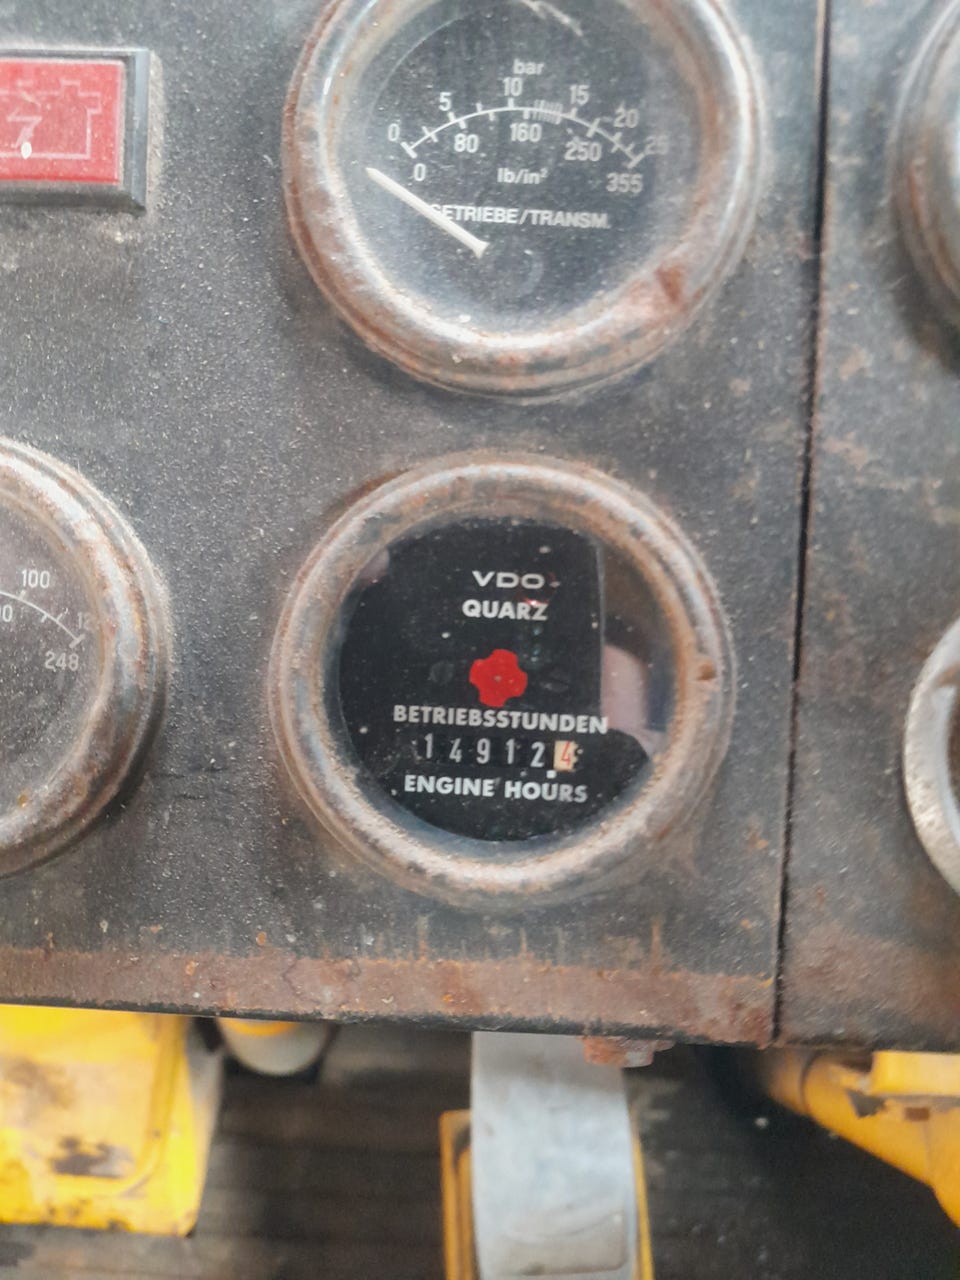 bar
0 5 10 15 20 25
0 80 160 250 355
lb/in²
GETRIEBE/TRANSM.
100
248
VDO
QUARZ
BETRIEBSSTUNDEN
149124
ENGINE HOURS